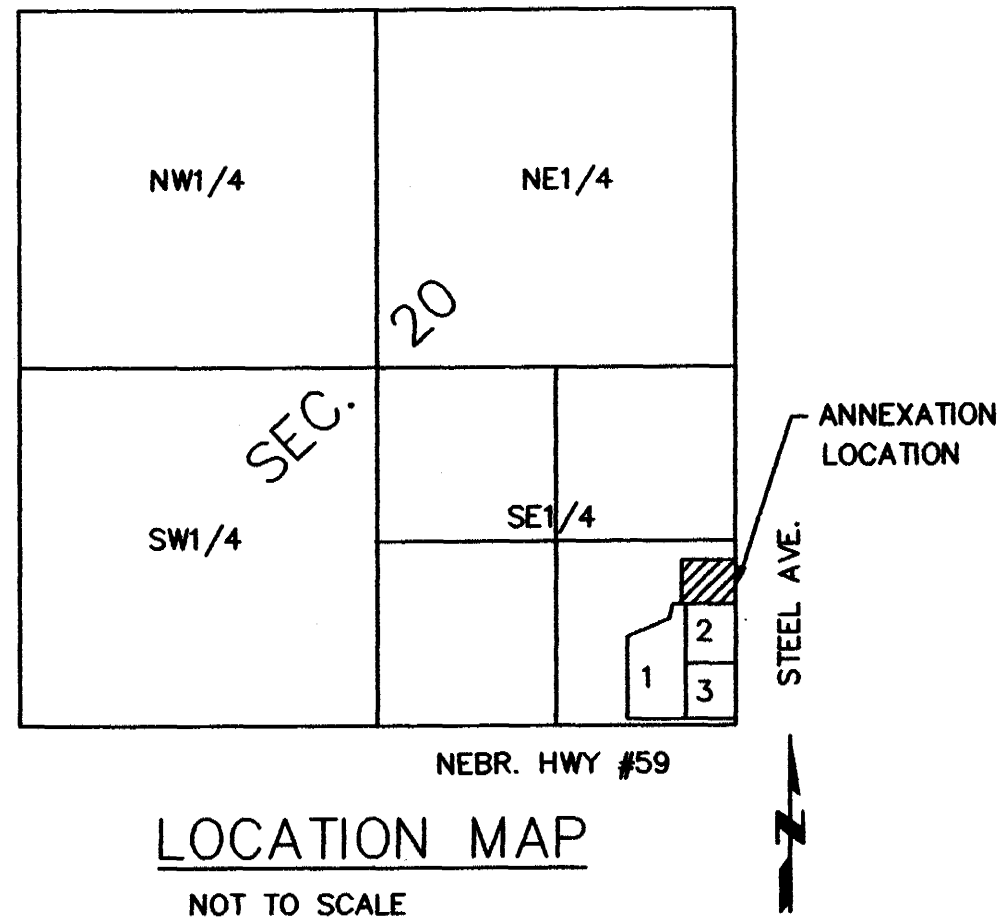 NW1/4
NE1/4
SEC. 20
SW1/4
SE1/4
ANNEXATION
LOCATION
STEEL AVE.
1
2
3
NEBR. HWY #59
N
LOCATION MAP
NOT TO SCALE